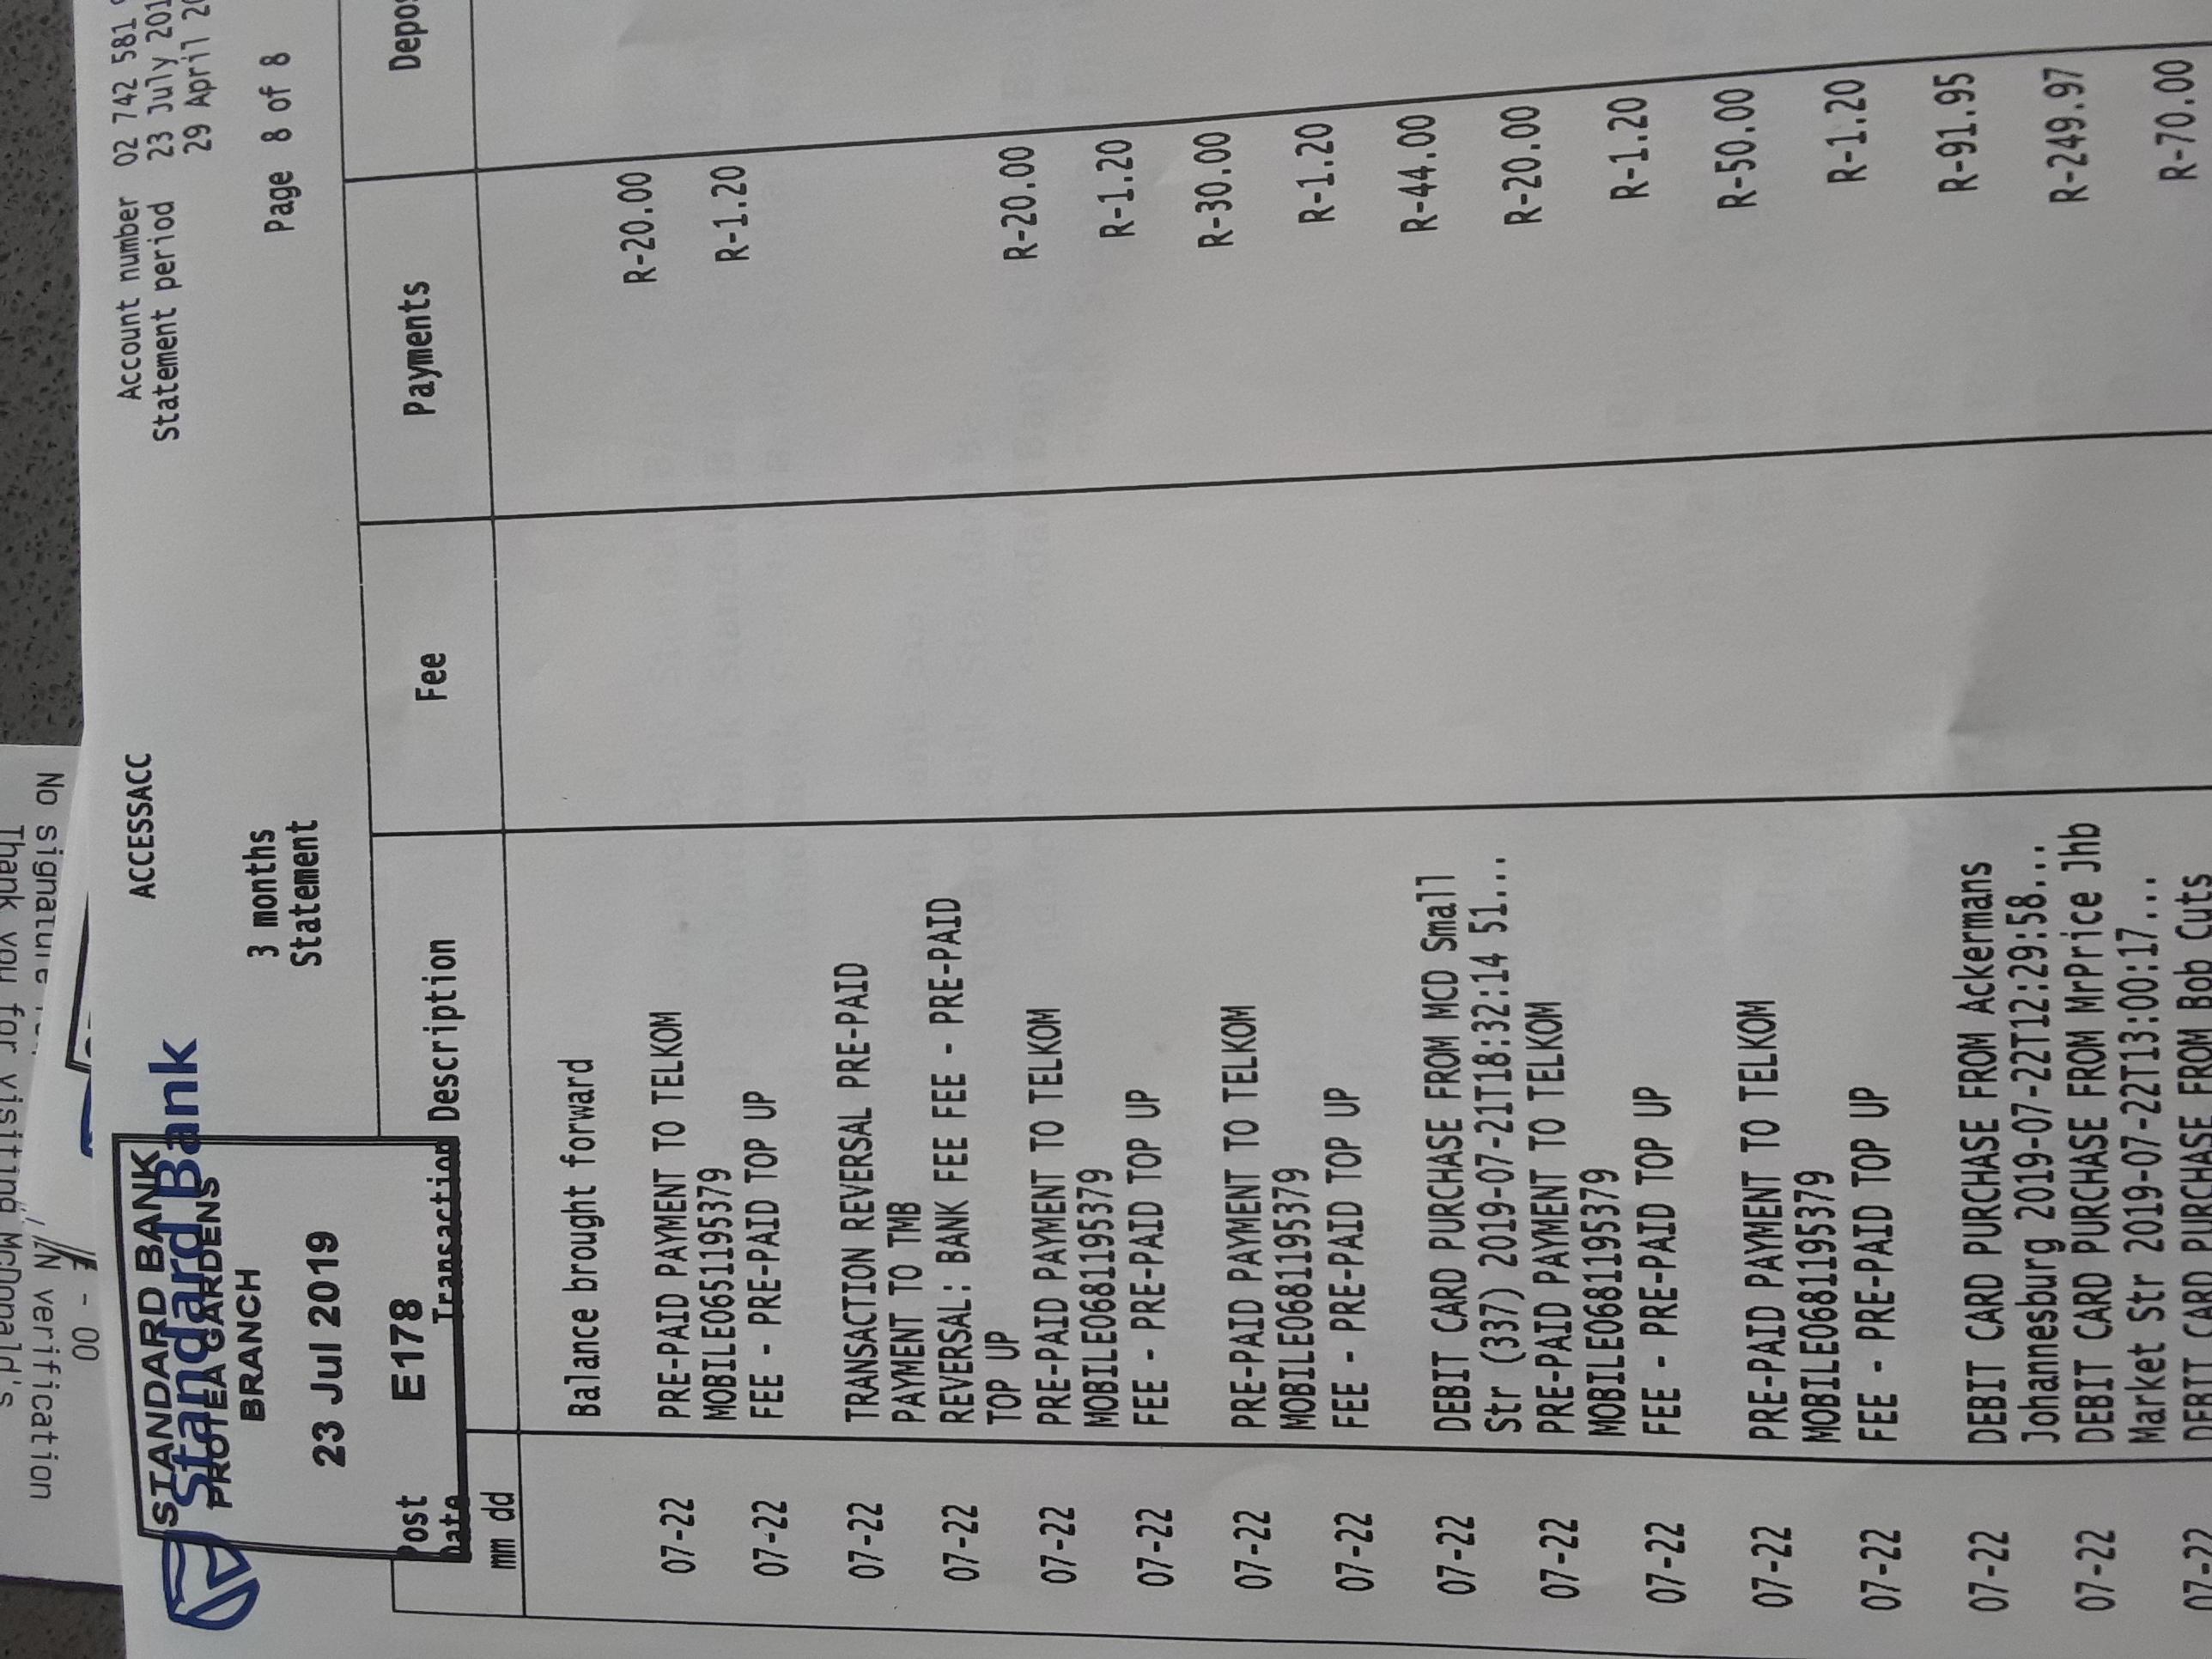 No signature
Thank you for visiting McDonald's
/N verification
- 00
STANDARD BANK
Standard Bank
PROTEA GARDENS
BRANCH
23 Jul 2019
E178
ACCESSACC
3 months
Statement
Account number 02 742 581
Statement period 23 July 201
29 April 20
Page 8 of 8
Post Date Transaction Description Fee Payments Depos
mm dd
Balance brought forward
07-22 PRE-PAID PAYMENT TO TELKOM R-20.00
MOBILE0651195379
07-22 FEE - PRE-PAID TOP UP R-1.20
07-22 TRANSACTION REVERSAL PRE-PAID
PAYMENT TO TMB
07-22 REVERSAL: BANK FEE FEE - PRE-PAID
TOP UP
07-22 PRE-PAID PAYMENT TO TELKOM R-20.00
MOBILE0681195379
07-22 FEE - PRE-PAID TOP UP R-1.20
07-22 PRE-PAID PAYMENT TO TELKOM R-30.00
MOBILE0681195379
07-22 FEE - PRE-PAID TOP UP R-1.20
07-22 DEBIT CARD PURCHASE FROM MCD Small R-44.00
Str (337) 2019-07-21T18:32:14 51...
07-22 PRE-PAID PAYMENT TO TELKOM R-20.00
MOBILE0681195379
07-22 FEE - PRE-PAID TOP UP R-1.20
07-22 PRE-PAID PAYMENT TO TELKOM R-50.00
MOBILE0681195379
07-22 FEE - PRE-PAID TOP UP R-1.20
07-22 DEBIT CARD PURCHASE FROM Ackermans R-91.95
Johannesburg 2019-07-22T12:29:58...
07-22 DEBIT CARD PURCHASE FROM MrPrice Jhb R-249.97
Market Str 2019-07-22T13:00:17...
07-22 DEBIT CARD PURCHASE FROM Bob Cuts R-70.00